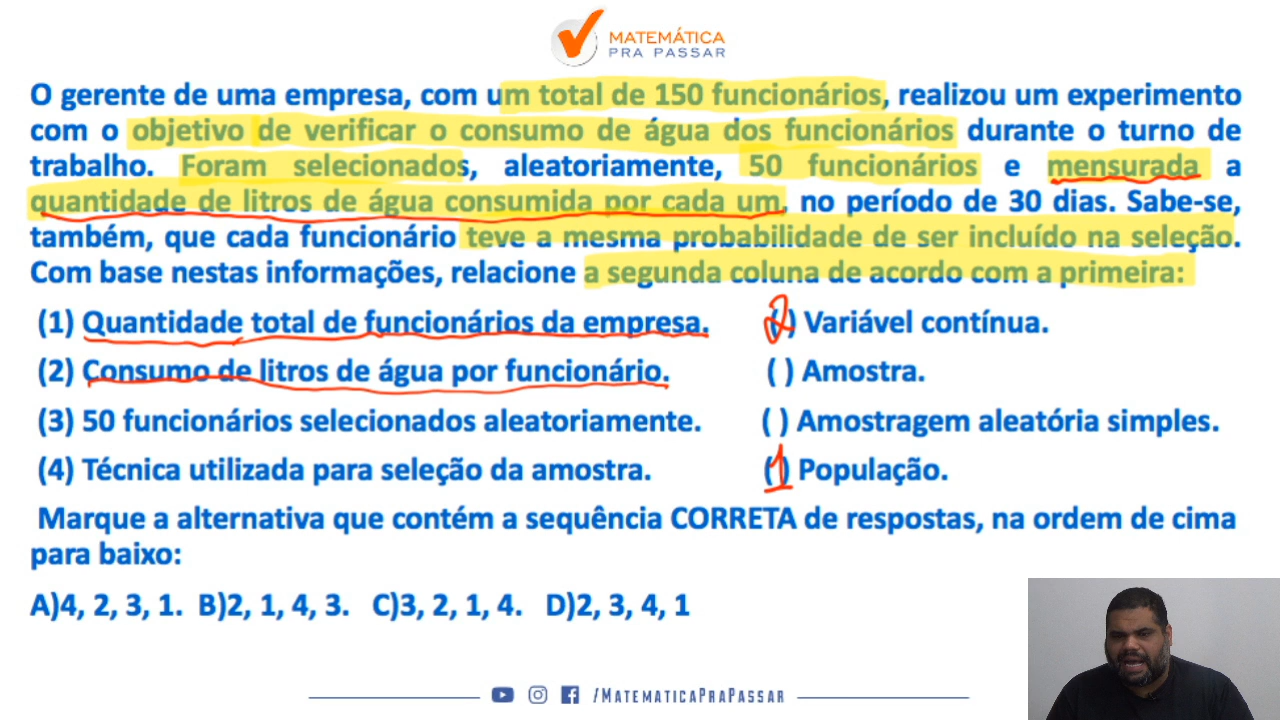 MATEMÁTICA
PRA PASSAR
O gerente de uma empresa, com um total de 150 funcionários, realizou um experimento
com o objetivo de verificar o consumo de água dos funcionários durante o turno de
trabalho. Foram selecionados, aleatoriamente, 50 funcionários e mensurada a
quantidade de litros de água consumida por cada um, no período de 30 dias. Sabe-se,
também, que cada funcionário teve a mesma probabilidade de ser incluído na seleção.
Com base nestas informações, relacione a segunda coluna de acordo com a primeira:
(1) Quantidade total de funcionários da empresa. (2) Variável contínua.
(2) Consumo de litros de água por funcionário. ( ) Amostra.
(3) 50 funcionários selecionados aleatoriamente. ( ) Amostragem aleatória simples.
(4) Técnica utilizada para seleção da amostra. (1) População.
Marque a alternativa que contém a sequência CORRETA de respostas, na ordem de cima
para baixo:
A)4, 2, 3, 1. B)2, 1, 4, 3. C)3, 2, 1, 4. D)2, 3, 4, 1
/MATEMATICAPRAPASSAR